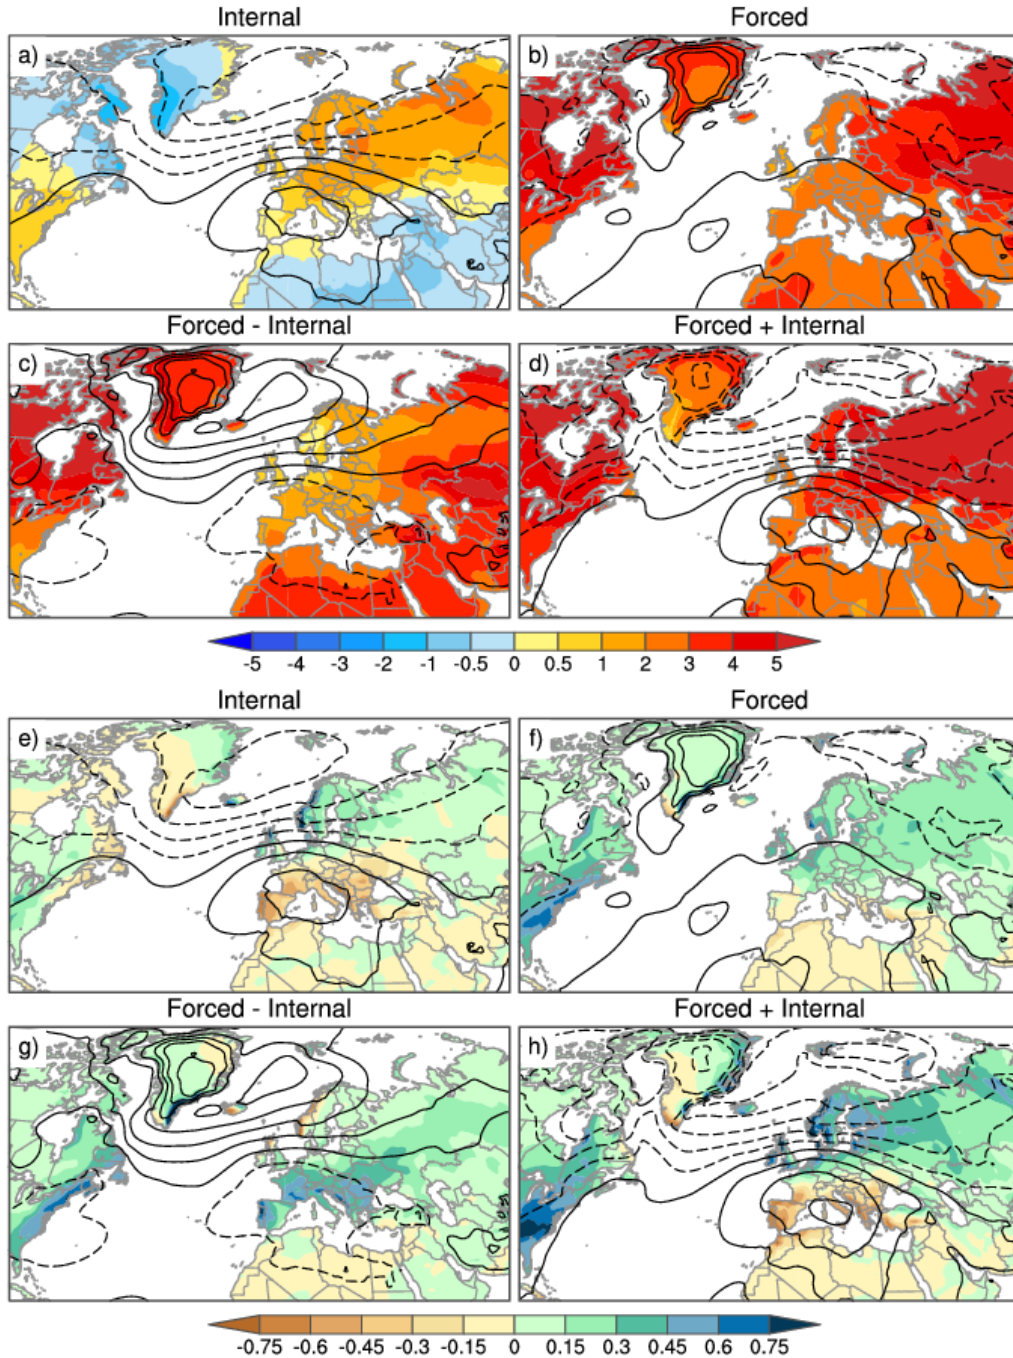 Internal
Forced
a)
b)
Forced - Internal
Forced + Internal
c)
d)
-5 -4 -3 -2 -1 -0.5 0 0.5 1 2 3 4 5
Internal
Forced
e)
f)
Forced - Internal
Forced + Internal
g)
h)
-0.75 -0.6 -0.45 -0.3 -0.15 0 0.15 0.3 0.45 0.6 0.75